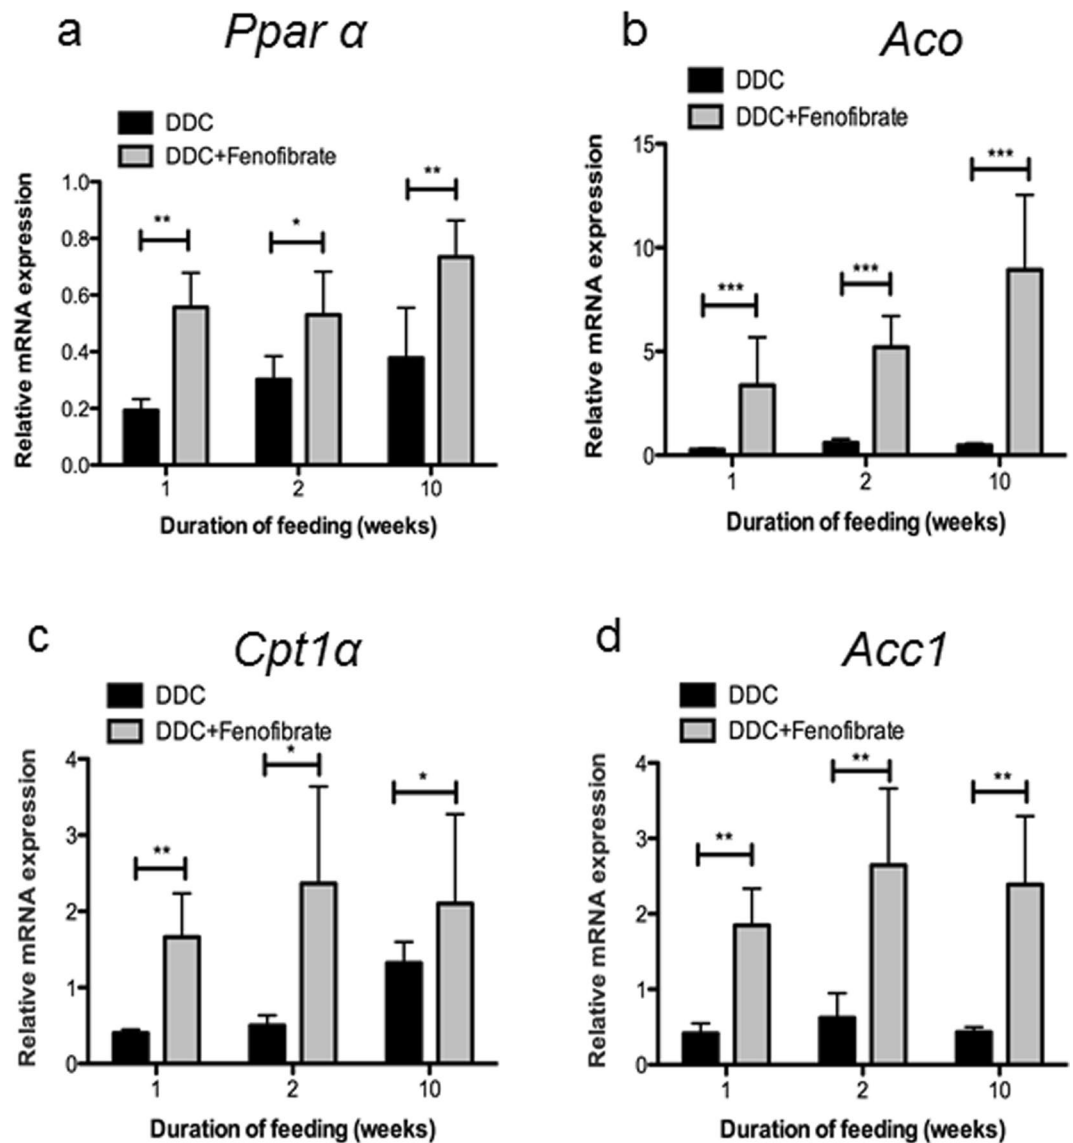 a Ppar α
DDC
DDC+Fenofibrate
Relative mRNA expression
1.0
0.8
0.6
0.4
0.2
0.0
**
*
**
1 2 10
Duration of feeding (weeks)
b Aco
DDC
DDC+Fenofibrate
Relative mRNA expression
15
10
5
0
***
***
***
1 2 10
Duration of feeding (weeks)
c Cpt1α
DDC
DDC+Fenofibrate
Relative mRNA expression
4
3
2
1
0
**
*
*
1 2 10
Duration of feeding (weeks)
d Acc1
DDC
DDC+Fenofibrate
Relative mRNA expression
4
3
2
1
0
**
**
**
1 2 10
Duration of feeding (weeks)